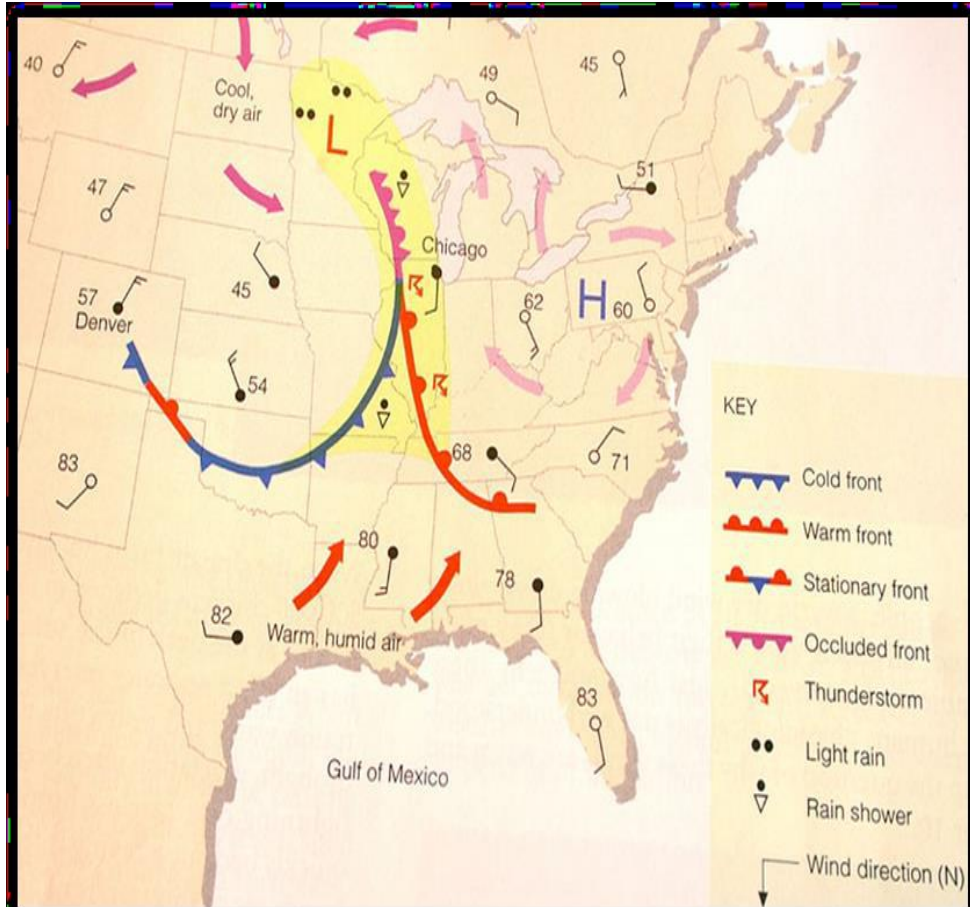 40
Cool,
dry air
L
49
45
47
51
Chicago
45
57
Denver
62
H
60
54
83
68
71
80
78
82
Warm, humid air
83
Gulf of Mexico
KEY
Cold front
Warm front
Stationary front
Occluded front
Thunderstorm
Light rain
Rain shower
Wind direction (N)